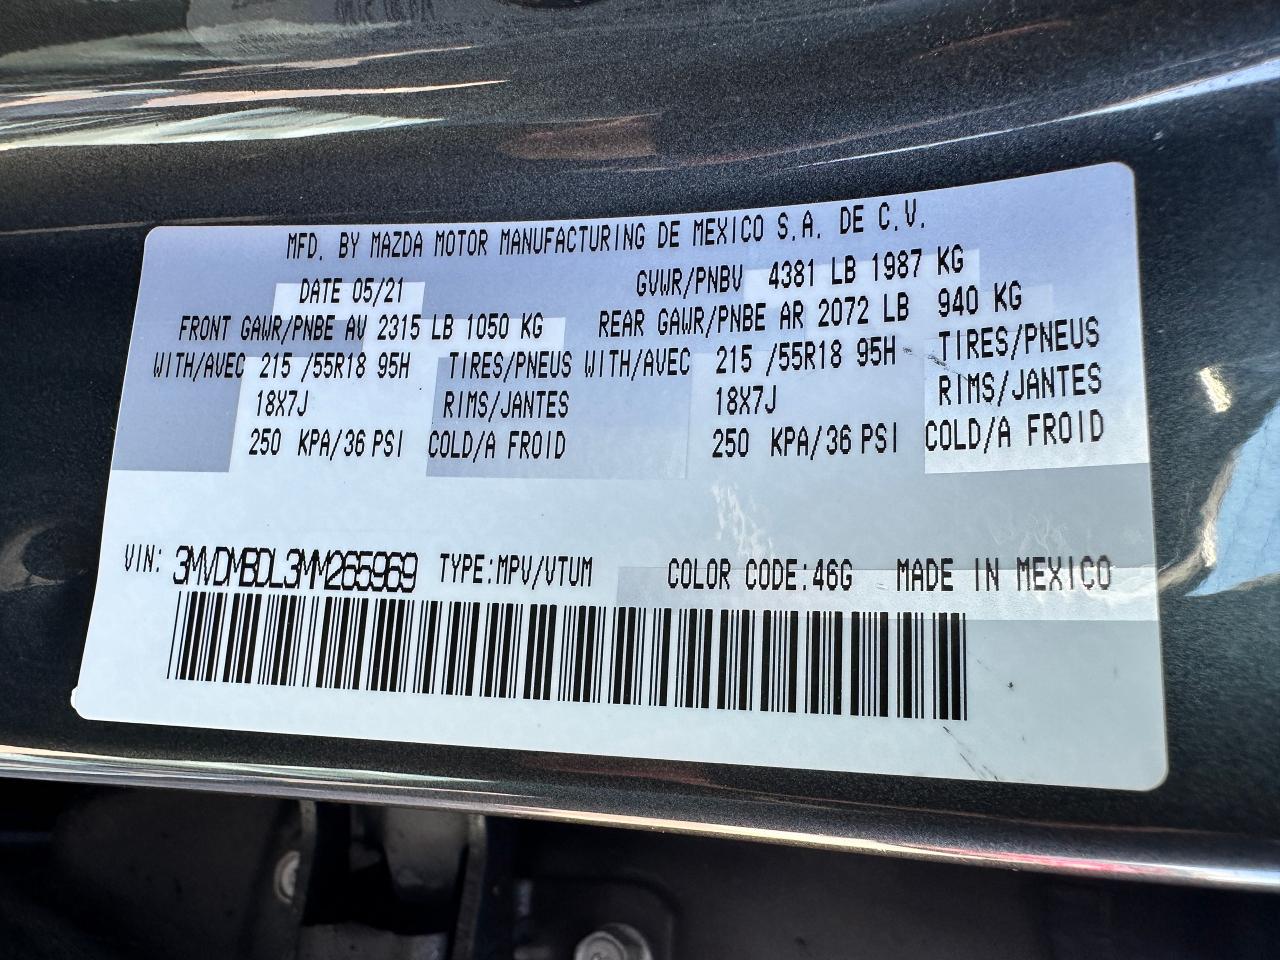 MFD. BY MAZDA MOTOR MANUFACTURING DE MEXICO S.A. DE C.V.
DATE 05/21 GVWR/PNBV 4381 LB 1987 KG
FRONT GAWR/PNBE AV 2315 LB 1050 KG REAR GAWR/PNBE AR 2072 LB 940 KG
WITH/AVEC 215 /55R18 95H TIRES/PNEUS WITH/AVEC 215 /55R18 95H TIRES/PNEUS
18X7J RIMS/JANTES 18X7J RIMS/JANTES
250 KPA/36 PSI COLD/A FROID 250 KPA/36 PSI COLD/A FROID
VIN: 3MVDMBDL3MM265969 TYPE:MPV/VTUM COLOR CODE:46G MADE IN MEXICO